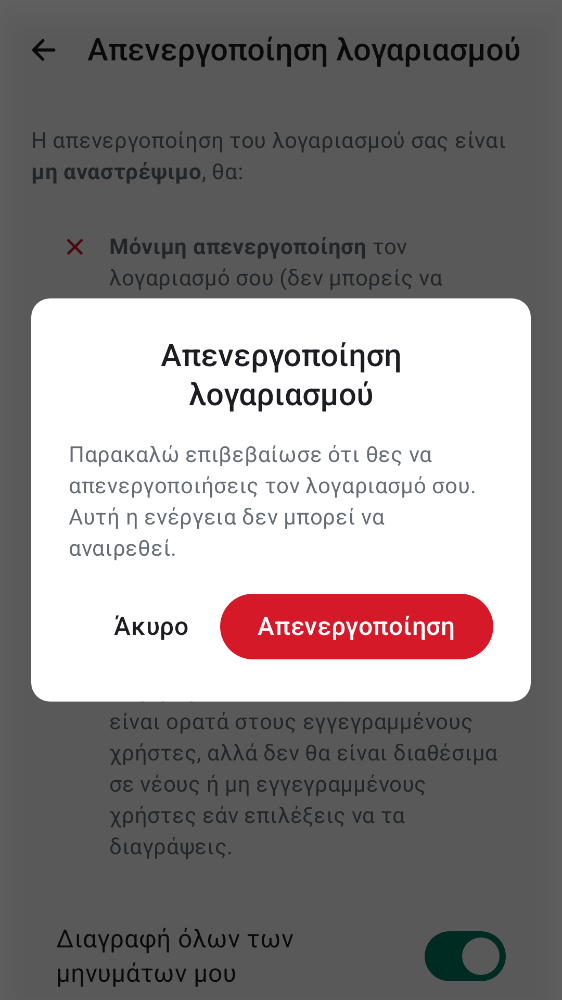 Απενεργοποίηση λογαριασμού
Η απενεργοποίηση του λογαριασμού σας είναι
μη αναστρέψιμο, θα:
Μόνιμη απενεργοποίηση τον
λογαριασμό σου (δεν μπορείς να
Απενεργοποίηση
λογαριασμού
Παρακαλώ επιβεβαίωσε ότι θες να
απενεργοποιήσεις τον λογαριασμό σου.
Αυτή η ενέργεια δεν μπορεί να
αναιρεθεί.
Άκυρο
Απενεργοποίηση
είναι ορατά στους εγγεγραμμένους
χρήστες, αλλά δεν θα είναι διαθέσιμα
σε νέους ή μη εγγεγραμμένους
χρήστες εάν επιλέξεις να τα
διαγράψεις.
Διαγραφή όλων των
μηνυμάτων μου